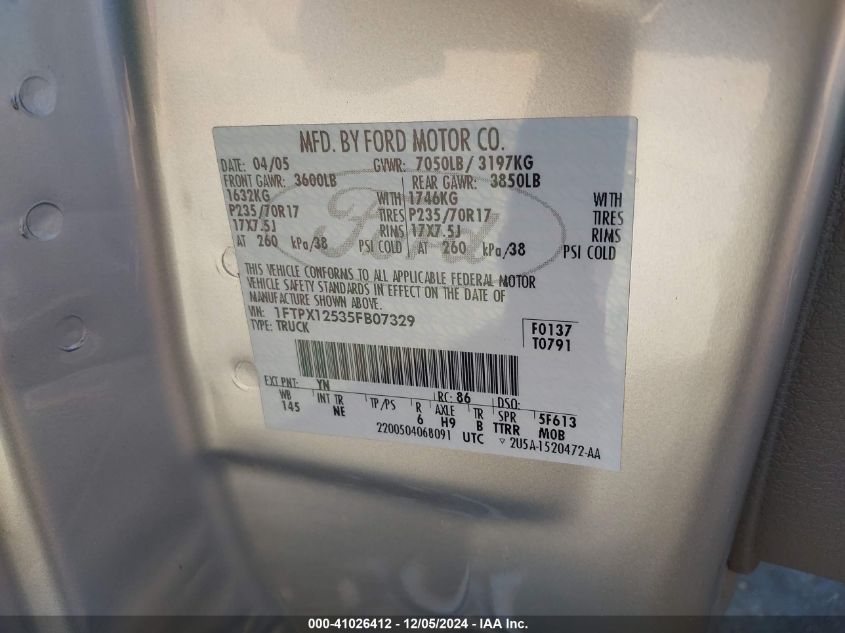 MFD. BY FORD MOTOR CO.
DATE: 04/05 GVWR: 7050LB/ 3197KG
FRONT GAWR: 3600LB REAR GAWR: 3850LB
1632KG WITH 1746KG WITH
P235/70R17 TIRES P235/70R17 TIRES
17X7.5J RIMS 17X7.5J RIMS
AT 260 kPa/38 PSI COLD AT 260 kPa/38 PSI COLD
Ford
THIS VEHICLE CONFORMS TO ALL APPLICABLE FEDERAL MOTOR
VEHICLE SAFETY STANDARDS IN EFFECT ON THE DATE OF
MANUFACTURE SHOWN ABOVE.
VIN: 1FTPX12535FB07329
TYPE: TRUCK
F0137
T0791
EXT PNT: YN RC: 86 DSO:
WB INT TR TP/PS R AXLE TR SPR 5F613
145 NE 6 H9 B TTRR MOB
2200504068091 UTC ▽ 2U5A-1520472-AA
000-41026412 - 12/05/2024 - IAA Inc.